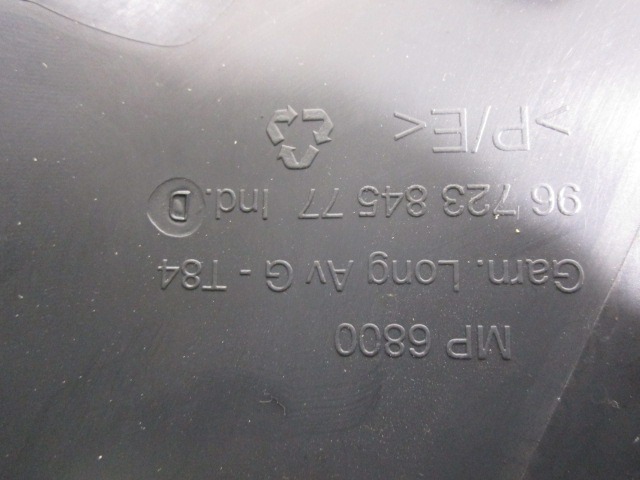 >P/E<
96 723 845 77 Ind. D
Garn. Long Av G - T84
MP 6800